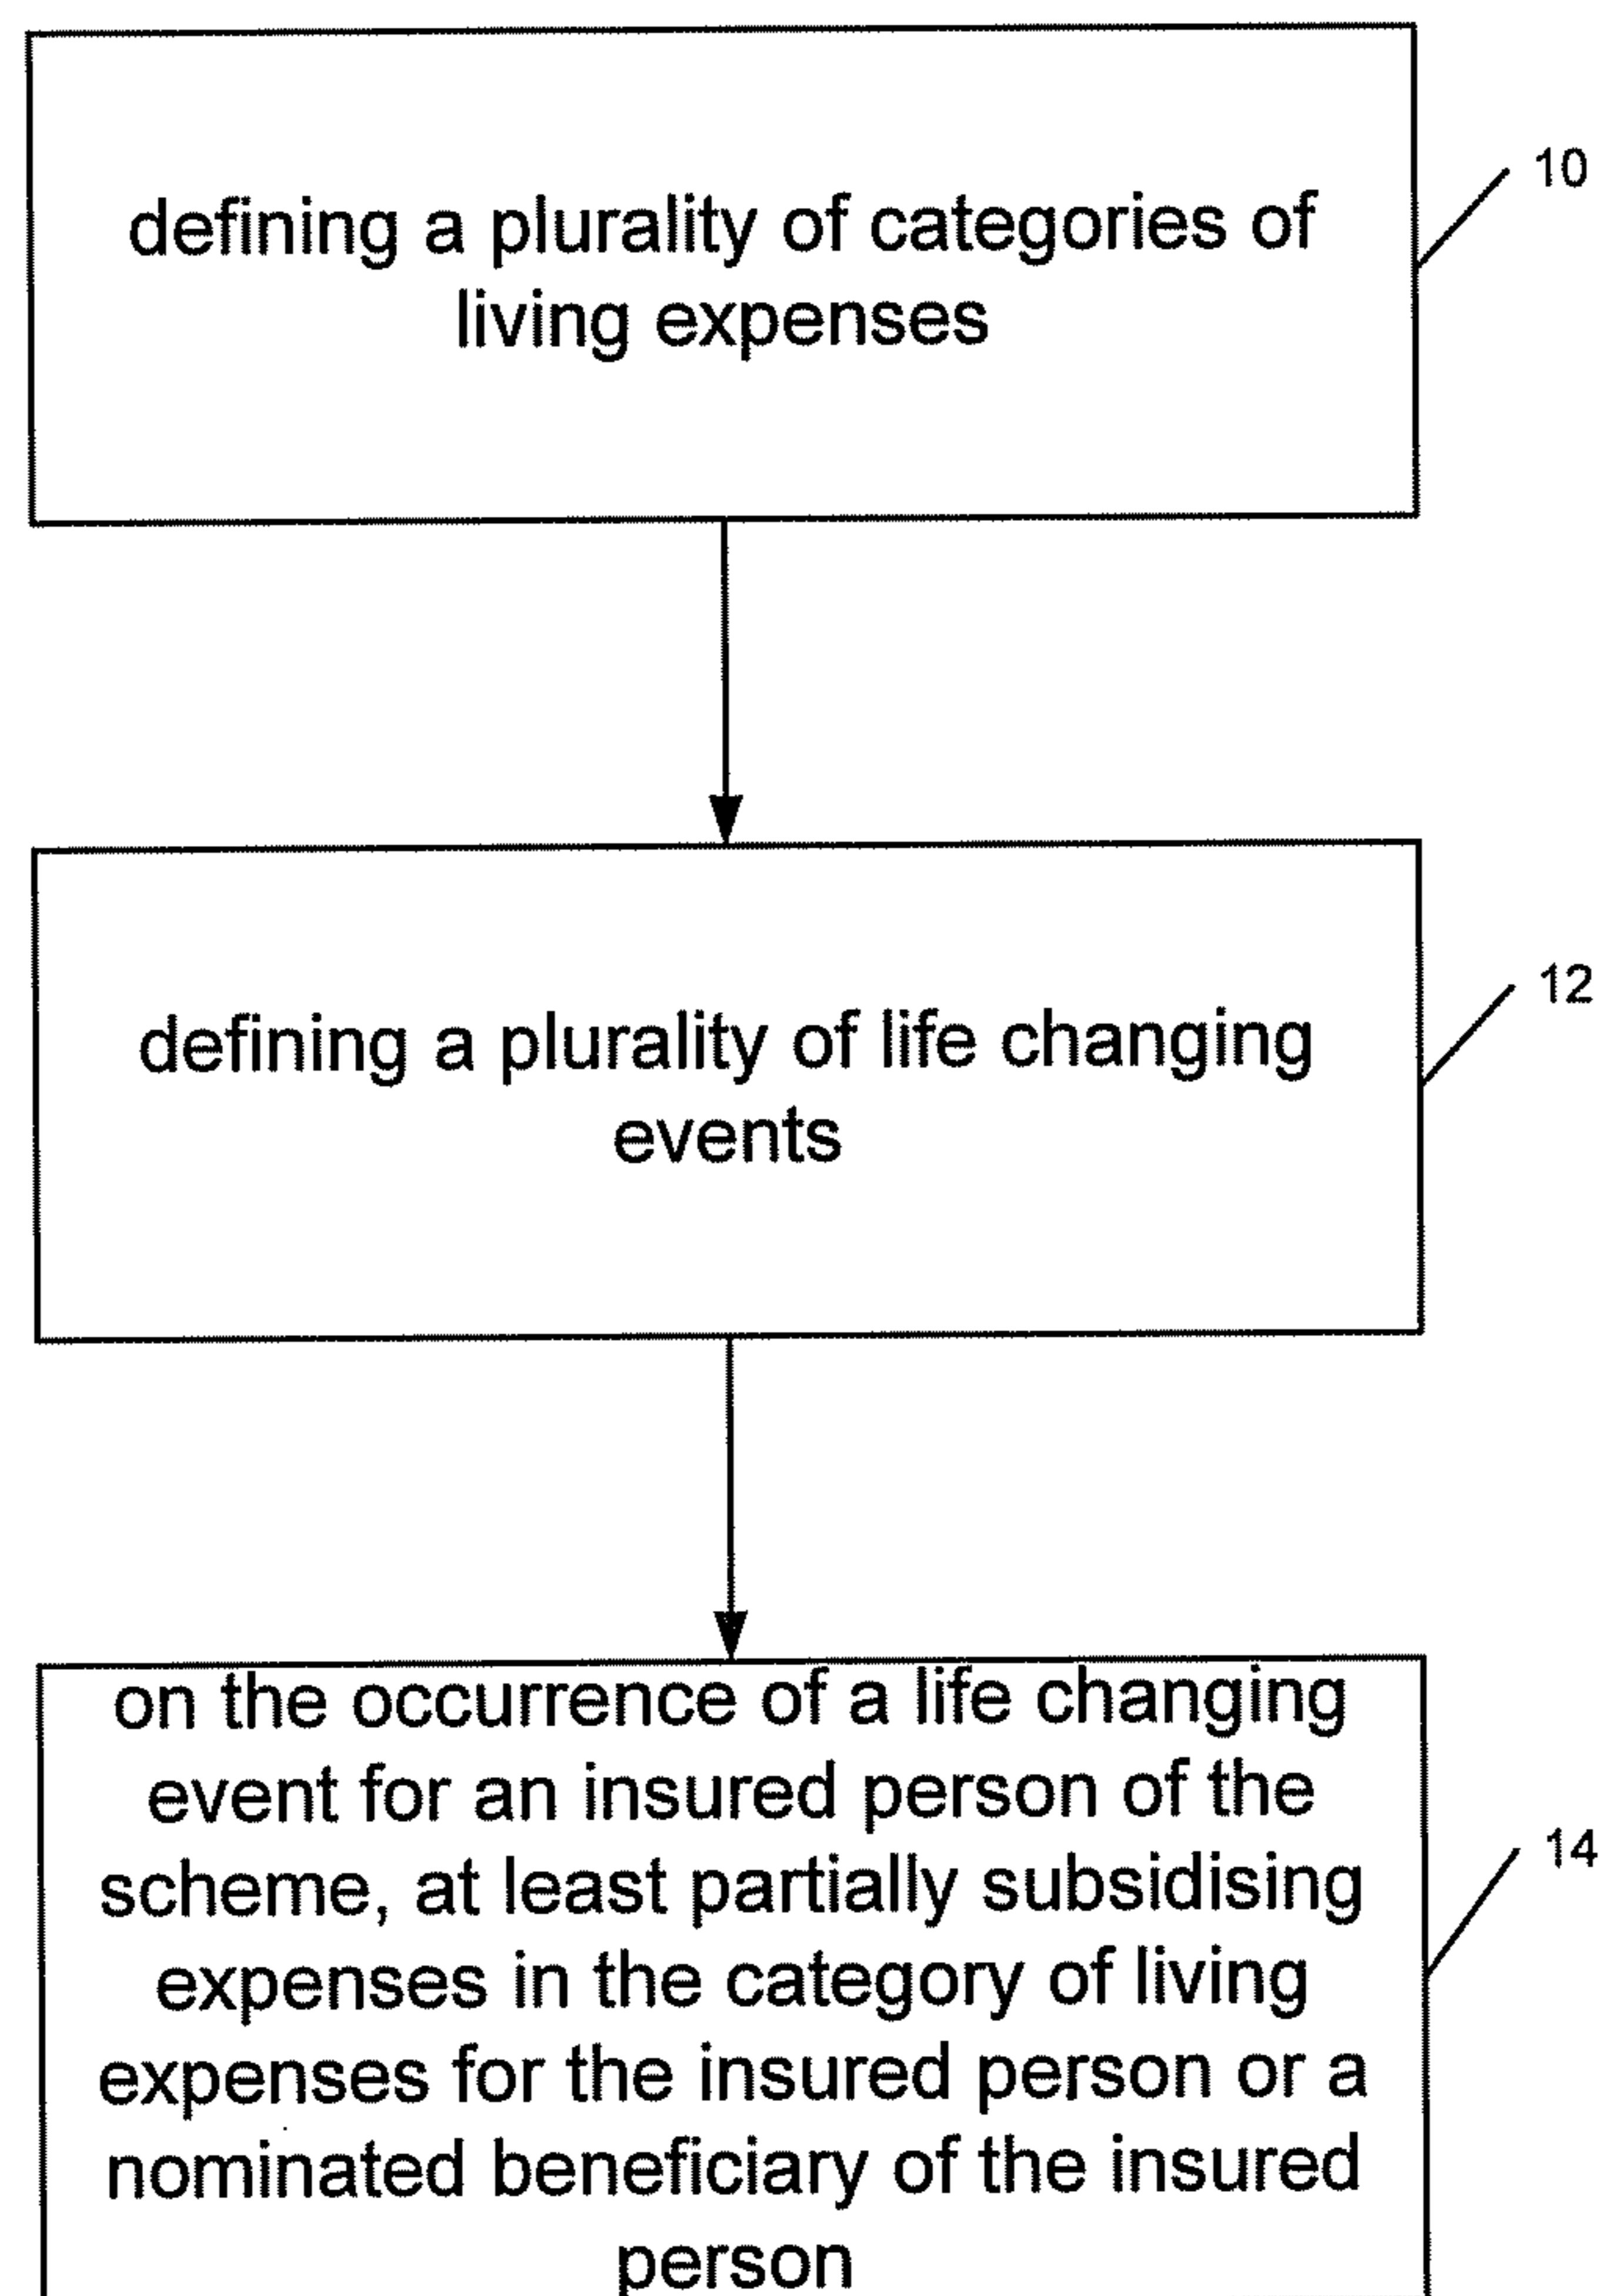 defining a plurality of categories of
living expenses
10
defining a plurality of life changing
events
12
on the occurrence of a life changing
event for an insured person of the
scheme, at least partially subsidising
expenses in the category of living
expenses for the insured person or a
nominated beneficiary of the insured
person
14